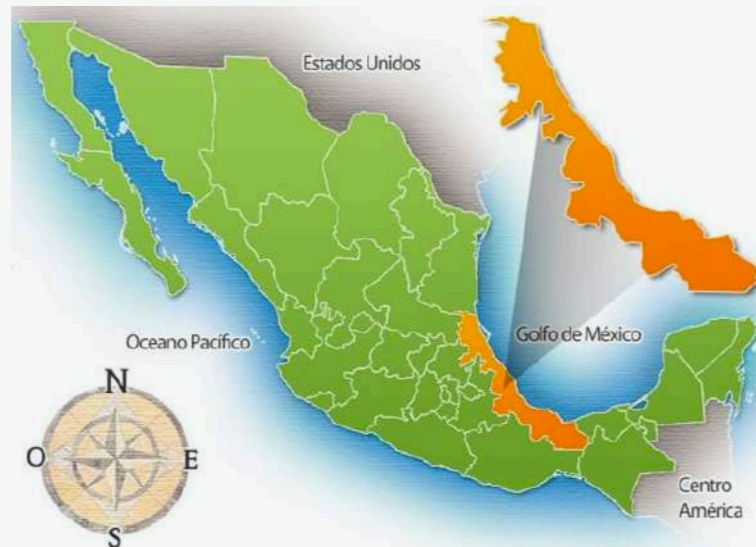 Estados Unidos
Oceano Pacífico
Golfo de México
N
O
E
S
Centro
América